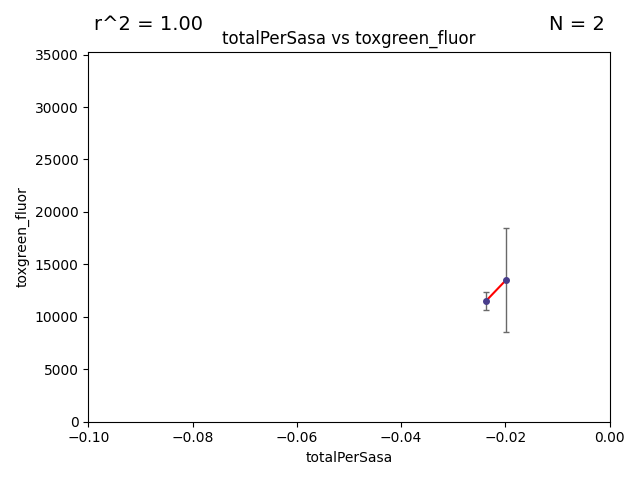 r^2 = 1.00
N = 2
totalPerSasa vs toxgreen_fluor
35000
30000
25000
20000
15000
10000
5000
0
toxgreen_fluor
−0.10
−0.08
−0.06
−0.04
−0.02
0.00
totalPerSasa